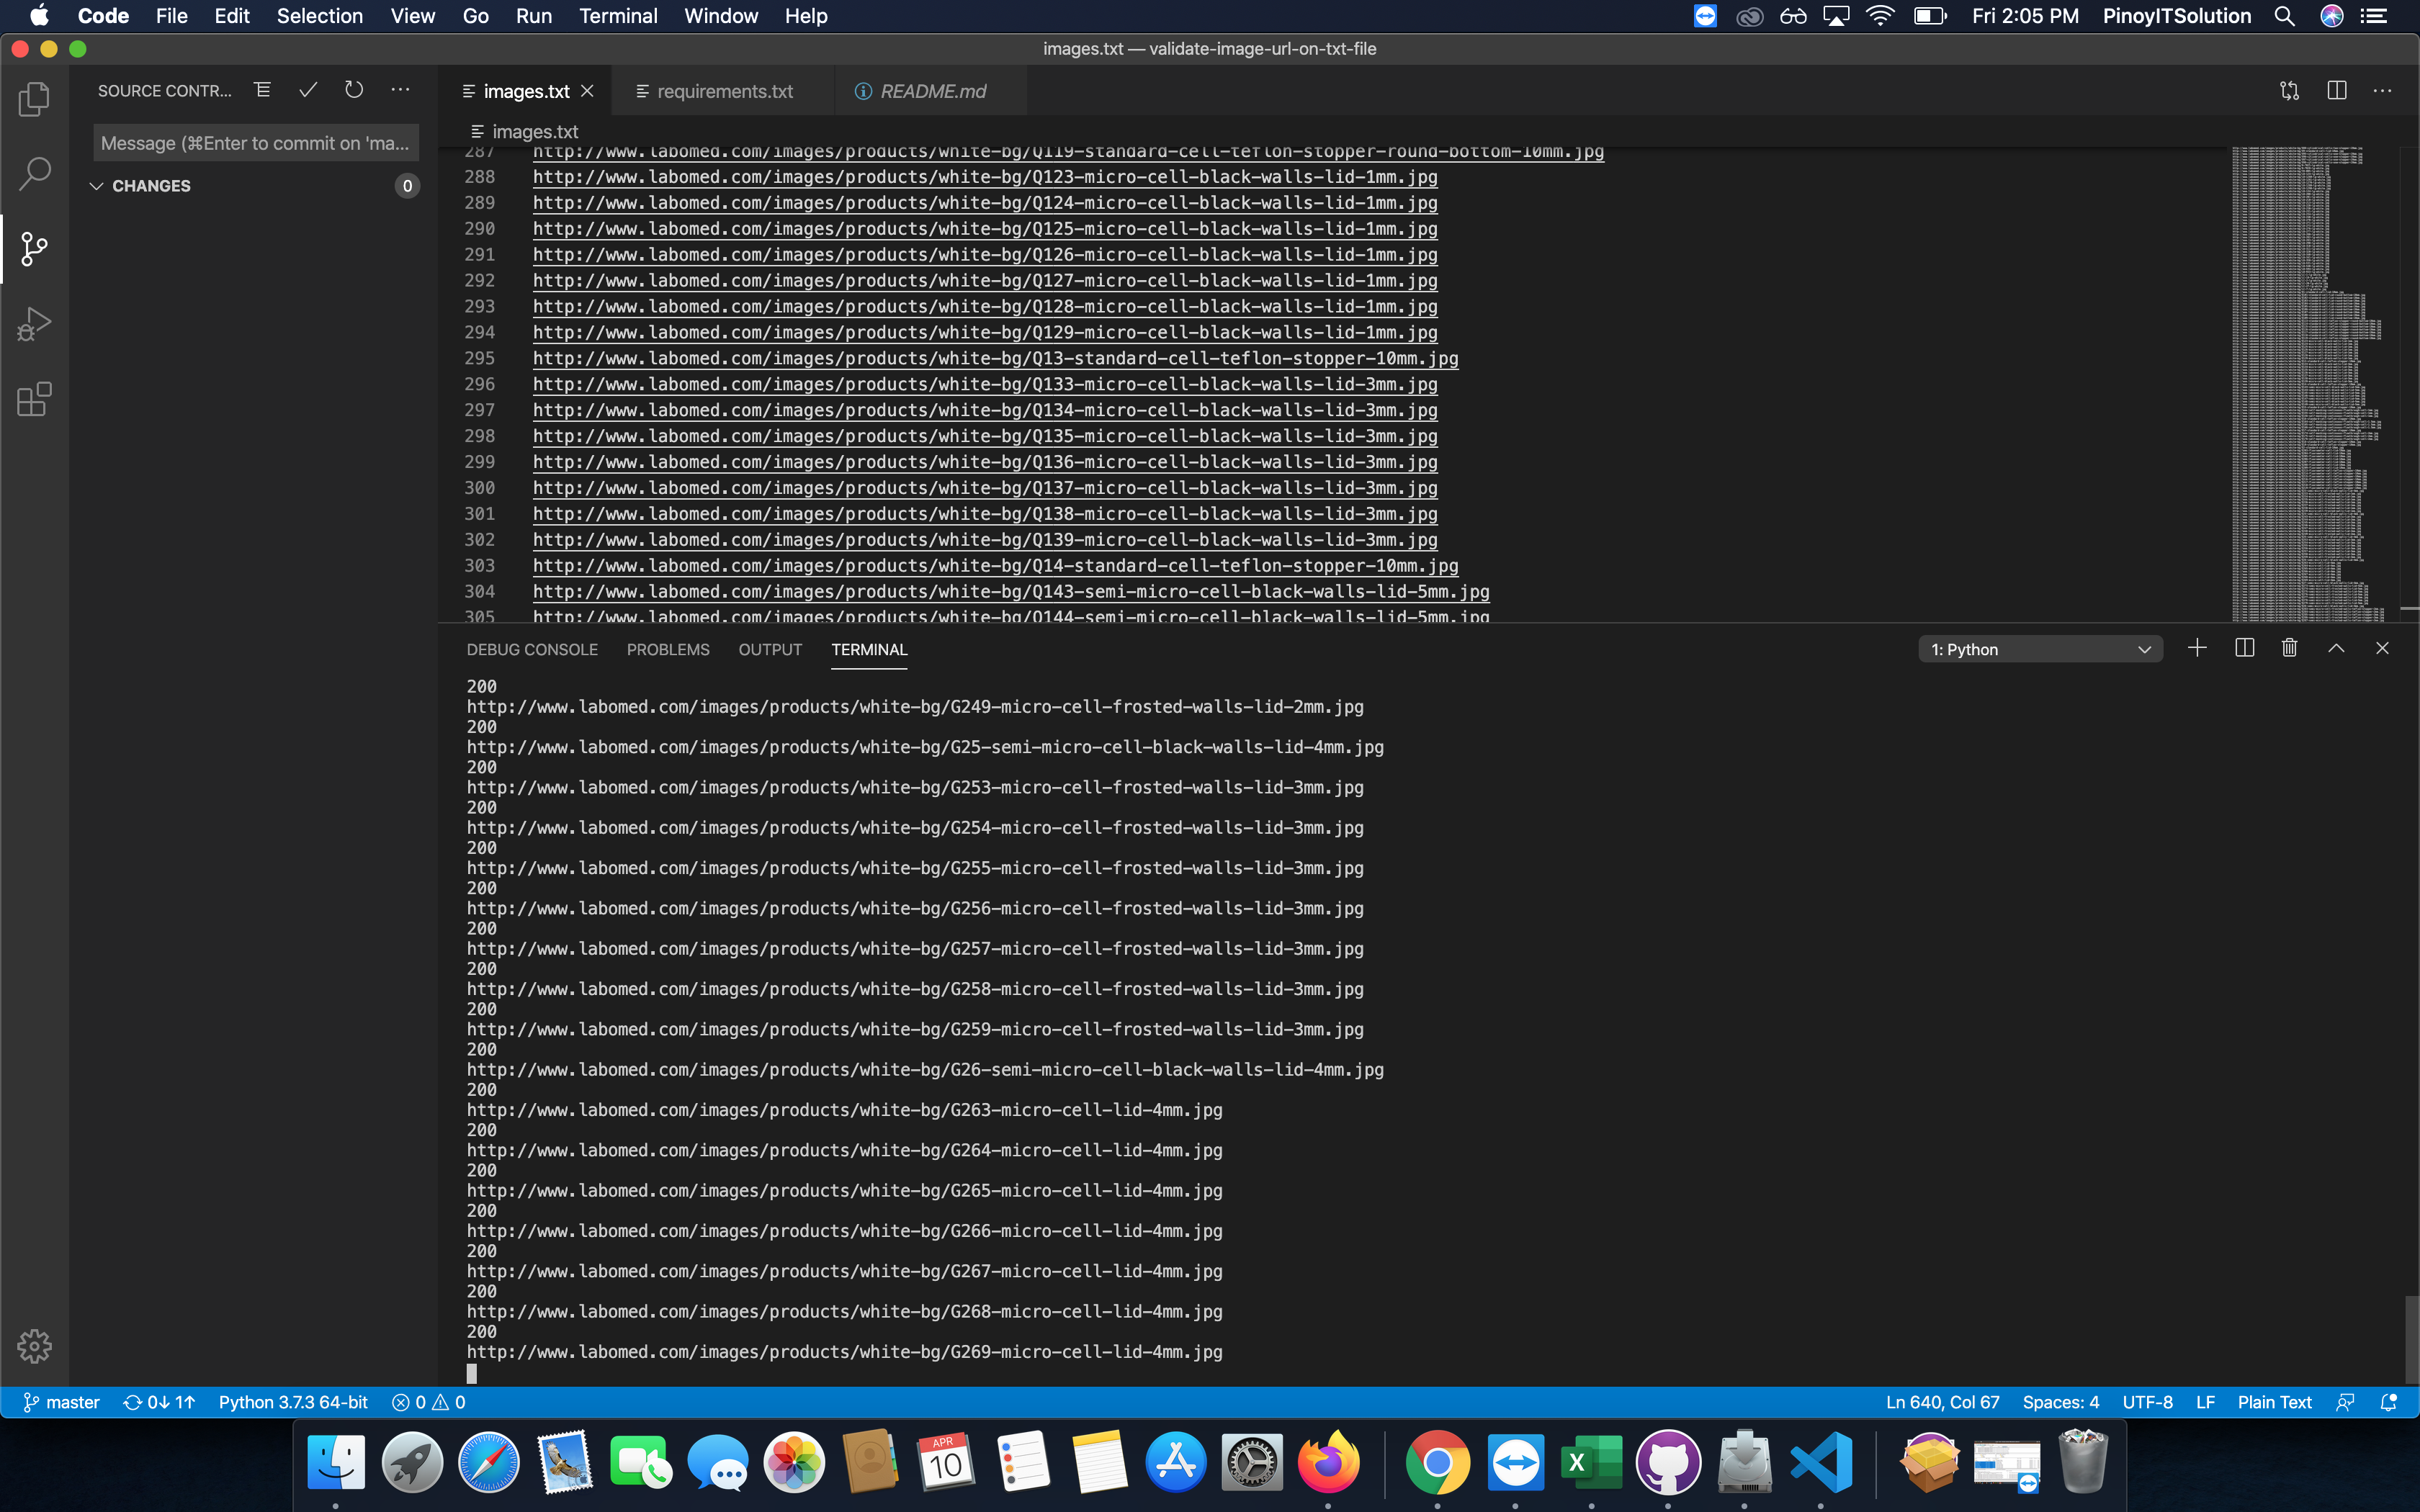 Code File Edit Selection View Go Run Terminal Window Help Fri 2:05 PM PinoyITSolution
images.txt — validate-image-url-on-txt-file
SOURCE CONTR...
images.txt requirements.txt README.md
Message (⌘Enter to commit on 'ma...
CHANGES 0
images.txt
287 http://www.labomed.com/images/products/white-bg/Q119-standard-cell-teflon-stopper-round-bottom-10mm.jpg
288 http://www.labomed.com/images/products/white-bg/Q123-micro-cell-black-walls-lid-1mm.jpg
289 http://www.labomed.com/images/products/white-bg/Q124-micro-cell-black-walls-lid-1mm.jpg
290 http://www.labomed.com/images/products/white-bg/Q125-micro-cell-black-walls-lid-1mm.jpg
291 http://www.labomed.com/images/products/white-bg/Q126-micro-cell-black-walls-lid-1mm.jpg
292 http://www.labomed.com/images/products/white-bg/Q127-micro-cell-black-walls-lid-1mm.jpg
293 http://www.labomed.com/images/products/white-bg/Q128-micro-cell-black-walls-lid-1mm.jpg
294 http://www.labomed.com/images/products/white-bg/Q129-micro-cell-black-walls-lid-1mm.jpg
295 http://www.labomed.com/images/products/white-bg/Q13-standard-cell-teflon-stopper-10mm.jpg
296 http://www.labomed.com/images/products/white-bg/Q133-micro-cell-black-walls-lid-3mm.jpg
297 http://www.labomed.com/images/products/white-bg/Q134-micro-cell-black-walls-lid-3mm.jpg
298 http://www.labomed.com/images/products/white-bg/Q135-micro-cell-black-walls-lid-3mm.jpg
299 http://www.labomed.com/images/products/white-bg/Q136-micro-cell-black-walls-lid-3mm.jpg
300 http://www.labomed.com/images/products/white-bg/Q137-micro-cell-black-walls-lid-3mm.jpg
301 http://www.labomed.com/images/products/white-bg/Q138-micro-cell-black-walls-lid-3mm.jpg
302 http://www.labomed.com/images/products/white-bg/Q139-micro-cell-black-walls-lid-3mm.jpg
303 http://www.labomed.com/images/products/white-bg/Q14-standard-cell-teflon-stopper-10mm.jpg
304 http://www.labomed.com/images/products/white-bg/Q143-semi-micro-cell-black-walls-lid-5mm.jpg
305 http://www.labomed.com/images/products/white-bg/Q144-semi-micro-cell-black-walls-lid-5mm.jpg
DEBUG CONSOLE PROBLEMS OUTPUT TERMINAL 1: Python
200
http://www.labomed.com/images/products/white-bg/G249-micro-cell-frosted-walls-lid-2mm.jpg
200
http://www.labomed.com/images/products/white-bg/G25-semi-micro-cell-black-walls-lid-4mm.jpg
200
http://www.labomed.com/images/products/white-bg/G253-micro-cell-frosted-walls-lid-3mm.jpg
200
http://www.labomed.com/images/products/white-bg/G254-micro-cell-frosted-walls-lid-3mm.jpg
200
http://www.labomed.com/images/products/white-bg/G255-micro-cell-frosted-walls-lid-3mm.jpg
200
http://www.labomed.com/images/products/white-bg/G256-micro-cell-frosted-walls-lid-3mm.jpg
200
http://www.labomed.com/images/products/white-bg/G257-micro-cell-frosted-walls-lid-3mm.jpg
200
http://www.labomed.com/images/products/white-bg/G258-micro-cell-frosted-walls-lid-3mm.jpg
200
http://www.labomed.com/images/products/white-bg/G259-micro-cell-frosted-walls-lid-3mm.jpg
200
http://www.labomed.com/images/products/white-bg/G26-semi-micro-cell-black-walls-lid-4mm.jpg
200
http://www.labomed.com/images/products/white-bg/G263-micro-cell-lid-4mm.jpg
200
http://www.labomed.com/images/products/white-bg/G264-micro-cell-lid-4mm.jpg
200
http://www.labomed.com/images/products/white-bg/G265-micro-cell-lid-4mm.jpg
200
http://www.labomed.com/images/products/white-bg/G266-micro-cell-lid-4mm.jpg
200
http://www.labomed.com/images/products/white-bg/G267-micro-cell-lid-4mm.jpg
200
http://www.labomed.com/images/products/white-bg/G268-micro-cell-lid-4mm.jpg
200
http://www.labomed.com/images/products/white-bg/G269-micro-cell-lid-4mm.jpg
master 0↓ 1↑ Python 3.7.3 64-bit 0 0 Ln 640, Col 67 Spaces: 4 UTF-8 LF Plain Text
APR
10
X